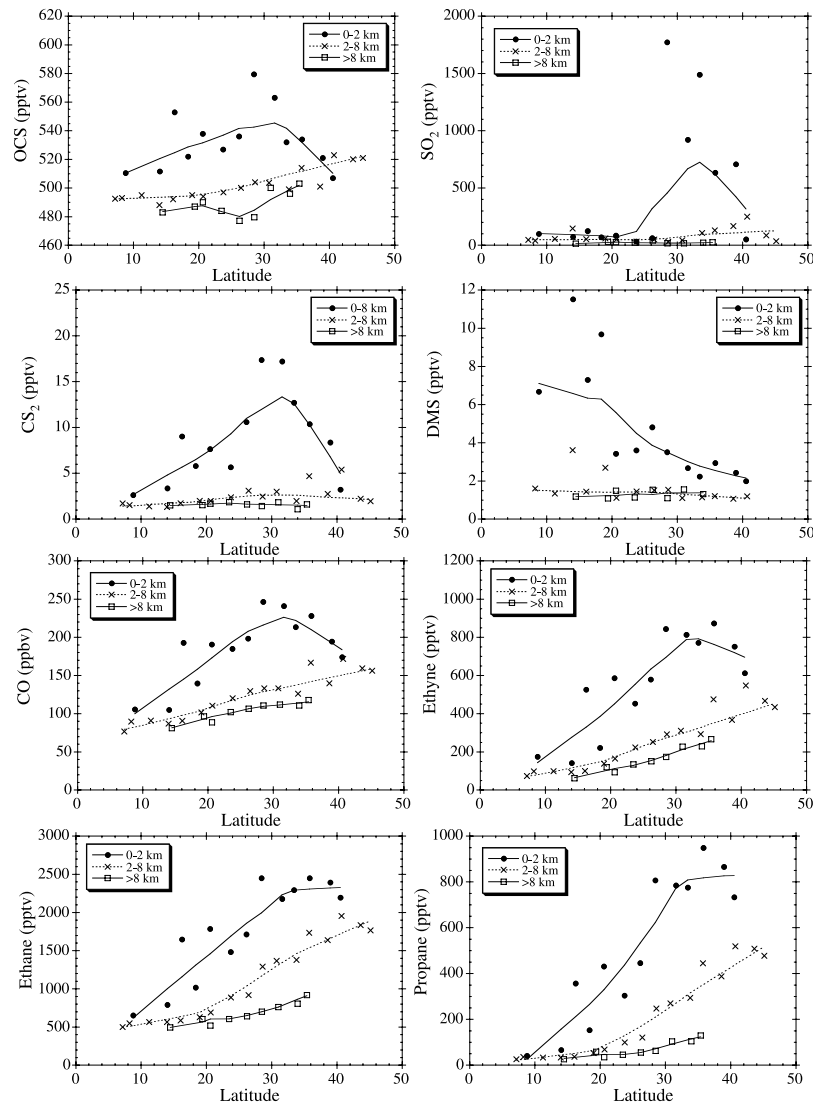 OCS (pptv)
620
600
580
560
540
520
500
480
460
0 10 20 30 40 50
Latitude
0-2 km
2-8 km
>8 km
SO2 (pptv)
2000
1500
1000
500
0
0 10 20 30 40 50
Latitude
0-2 km
2-8 km
>8 km
CS2 (pptv)
25
20
15
10
5
0
0 10 20 30 40 50
Latitude
0-8 km
2-8 km
>8 km
DMS (pptv)
12
10
8
6
4
2
0
0 10 20 30 40 50
Latitude
0-2 km
2-8 km
>8 km
CO (ppbv)
300
250
200
150
100
50
0
0 10 20 30 40 50
Latitude
0-2 km
2-8 km
>8 km
Ethyne (pptv)
1200
1000
800
600
400
200
0
0 10 20 30 40 50
Latitude
0-2 km
2-8 km
>8 km
Ethane (pptv)
3000
2500
2000
1500
1000
500
0
0 10 20 30 40 50
Latitude
0-2 km
2-8 km
>8 km
Propane (pptv)
1000
800
600
400
200
0
0 10 20 30 40 50
Latitude
0-2 km
2-8 km
>8 km